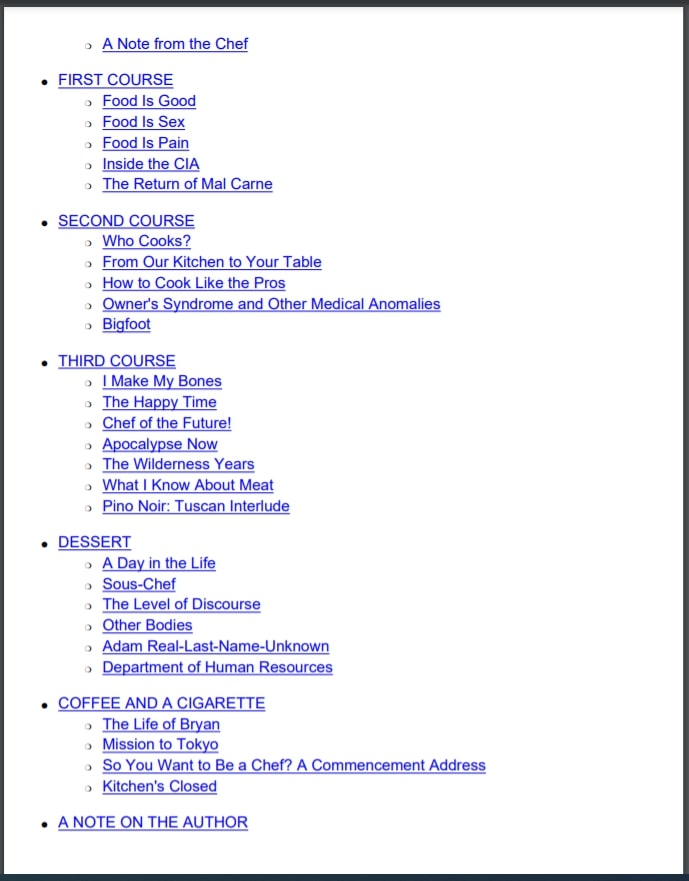 A Note from the Chef
FIRST COURSE
Food Is Good
Food Is Sex
Food Is Pain
Inside the CIA
The Return of Mal Carne
SECOND COURSE
Who Cooks?
From Our Kitchen to Your Table
How to Cook Like the Pros
Owner's Syndrome and Other Medical Anomalies
Bigfoot
THIRD COURSE
I Make My Bones
The Happy Time
Chef of the Future!
Apocalypse Now
The Wilderness Years
What I Know About Meat
Pino Noir: Tuscan Interlude
DESSERT
A Day in the Life
Sous-Chef
The Level of Discourse
Other Bodies
Adam Real-Last-Name-Unknown
Department of Human Resources
COFFEE AND A CIGARETTE
The Life of Bryan
Mission to Tokyo
So You Want to Be a Chef? A Commencement Address
Kitchen's Closed
A NOTE ON THE AUTHOR